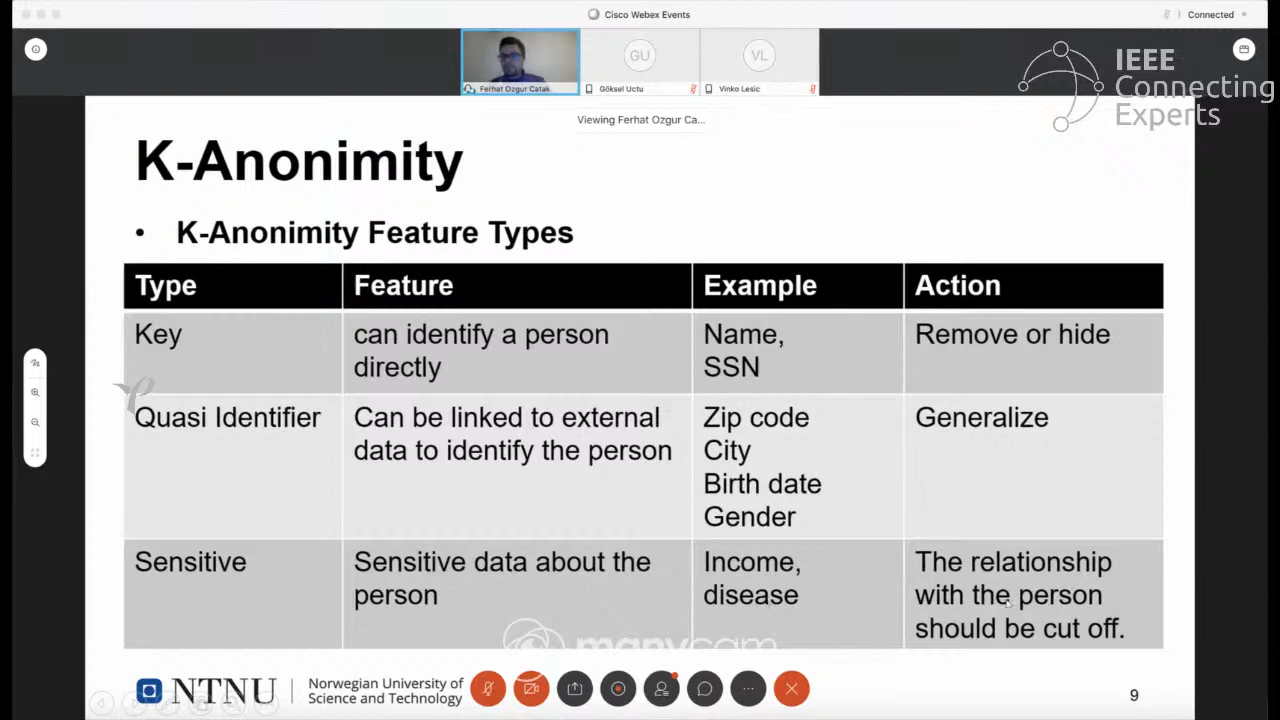 Cisco Webex Events
Connected
GU
VL
Ferhat Ozgur Catak
Göksel Uctu
Vinko Lesic
Viewing Ferhat Ozgur Ca...
IEEE
Connecting
Experts
K-Anonimity
• K-Anonimity Feature Types
Type Feature Example Action
Key can identify a person Name, Remove or hide
directly SSN
Quasi Identifier Can be linked to external Zip code Generalize
data to identify the person City
Birth date
Gender
Sensitive Sensitive data about the Income, The relationship
person disease with the person
should be cut off.
manycam
NTNU
Norwegian University of
Science and Technology
9